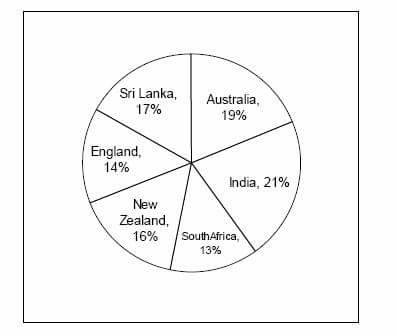 Sri Lanka,
17%
Australia,
19%
England,
14%
India, 21%
New
Zealand,
16%
SouthAfrica,
13%